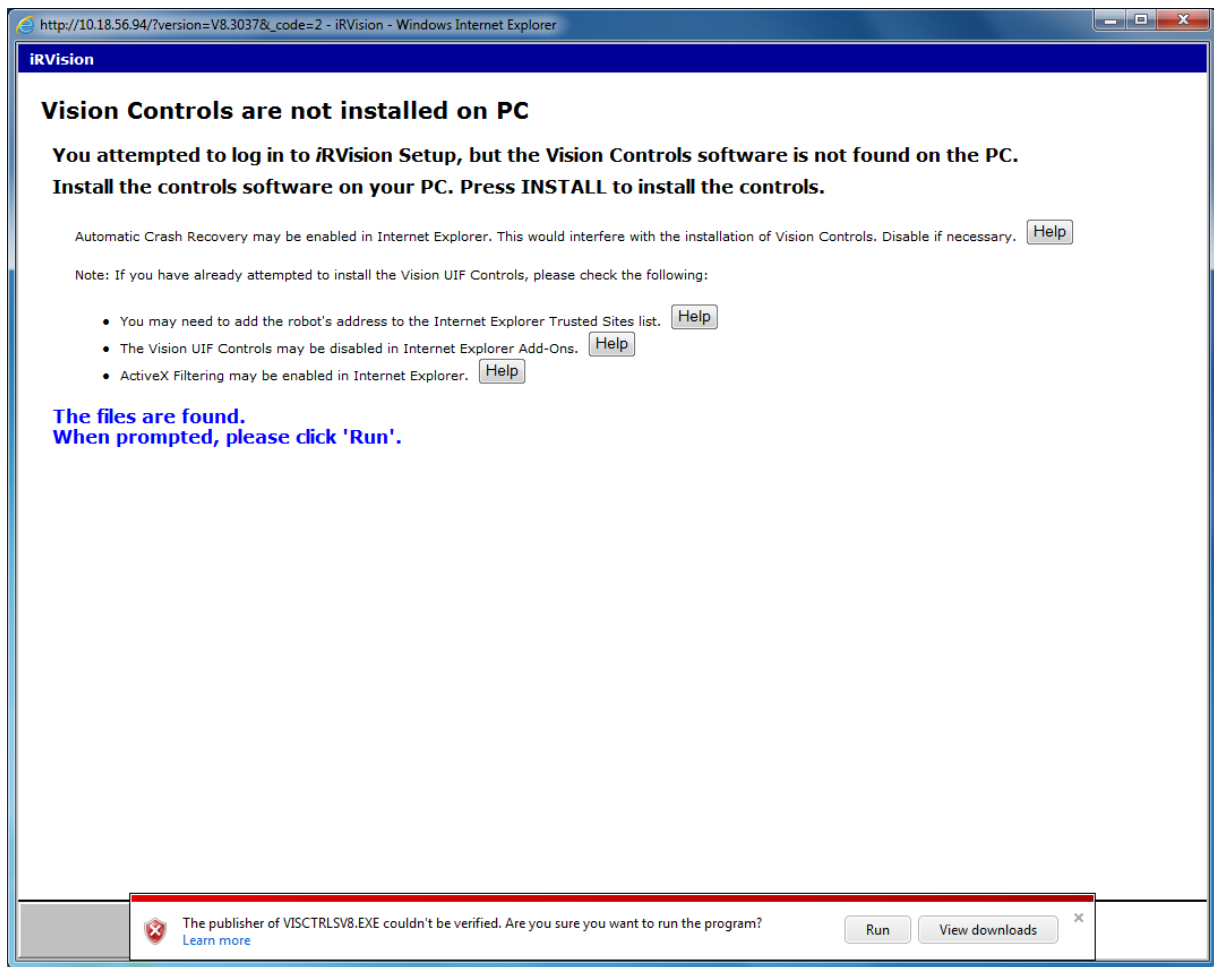 http://10.18.56.94/?version=V8.3037&_code=2 - iRVision - Windows Internet Explorer
iRVision
Vision Controls are not installed on PC
You attempted to log in to iRVision Setup, but the Vision Controls software is not found on the PC.
Install the controls software on your PC. Press INSTALL to install the controls.
Automatic Crash Recovery may be enabled in Internet Explorer. This would interfere with the installation of Vision Controls. Disable if necessary. Help
Note: If you have already attempted to install the Vision UIF Controls, please check the following:
• You may need to add the robot's address to the Internet Explorer Trusted Sites list. Help
• The Vision UIF Controls may be disabled in Internet Explorer Add-Ons. Help
• ActiveX Filtering may be enabled in Internet Explorer. Help
The files are found.
When prompted, please click 'Run'.
The publisher of VISCTRLSV8.EXE couldn't be verified. Are you sure you want to run the program?
Learn more
Run
View downloads